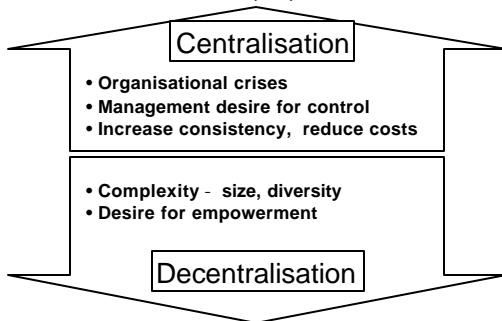 Centralisation
• Organisational crises
• Management desire for control
• Increase consistency, reduce costs
• Complexity - size, diversity
• Desire for empowerment
Decentralisation